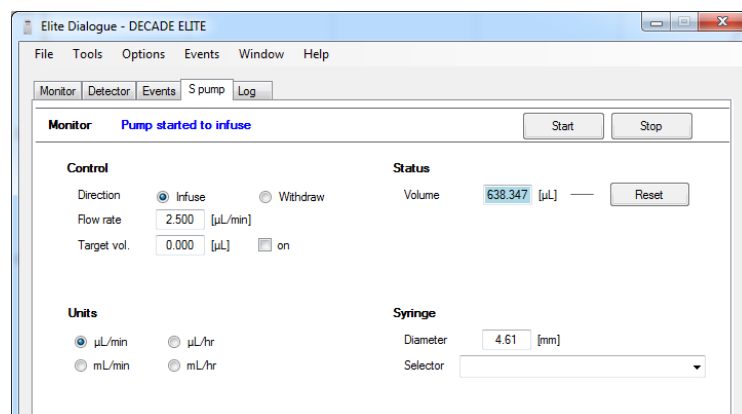 Elite Dialogue - DECADE ELITE
File Tools Options Events Window Help
Monitor Detector Events S pump Log
Monitor Pump started to infuse Start Stop
Control Status
Direction Infuse Withdraw Volume 638.347 [µL] Reset
Flow rate 2.500 [µL/min]
Target vol. 0.000 [µL] on
Units Syringe
µL/min µL/hr Diameter 4.61 [mm]
mL/min mL/hr Selector